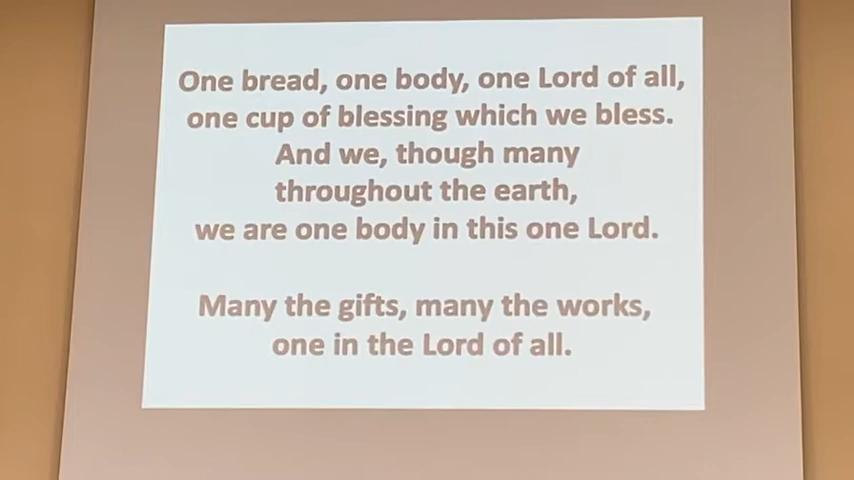 One bread, one body, one Lord of all,
one cup of blessing which we bless.
And we, though many
throughout the earth,
we are one body in this one Lord.
Many the gifts, many the works,
one in the Lord of all.